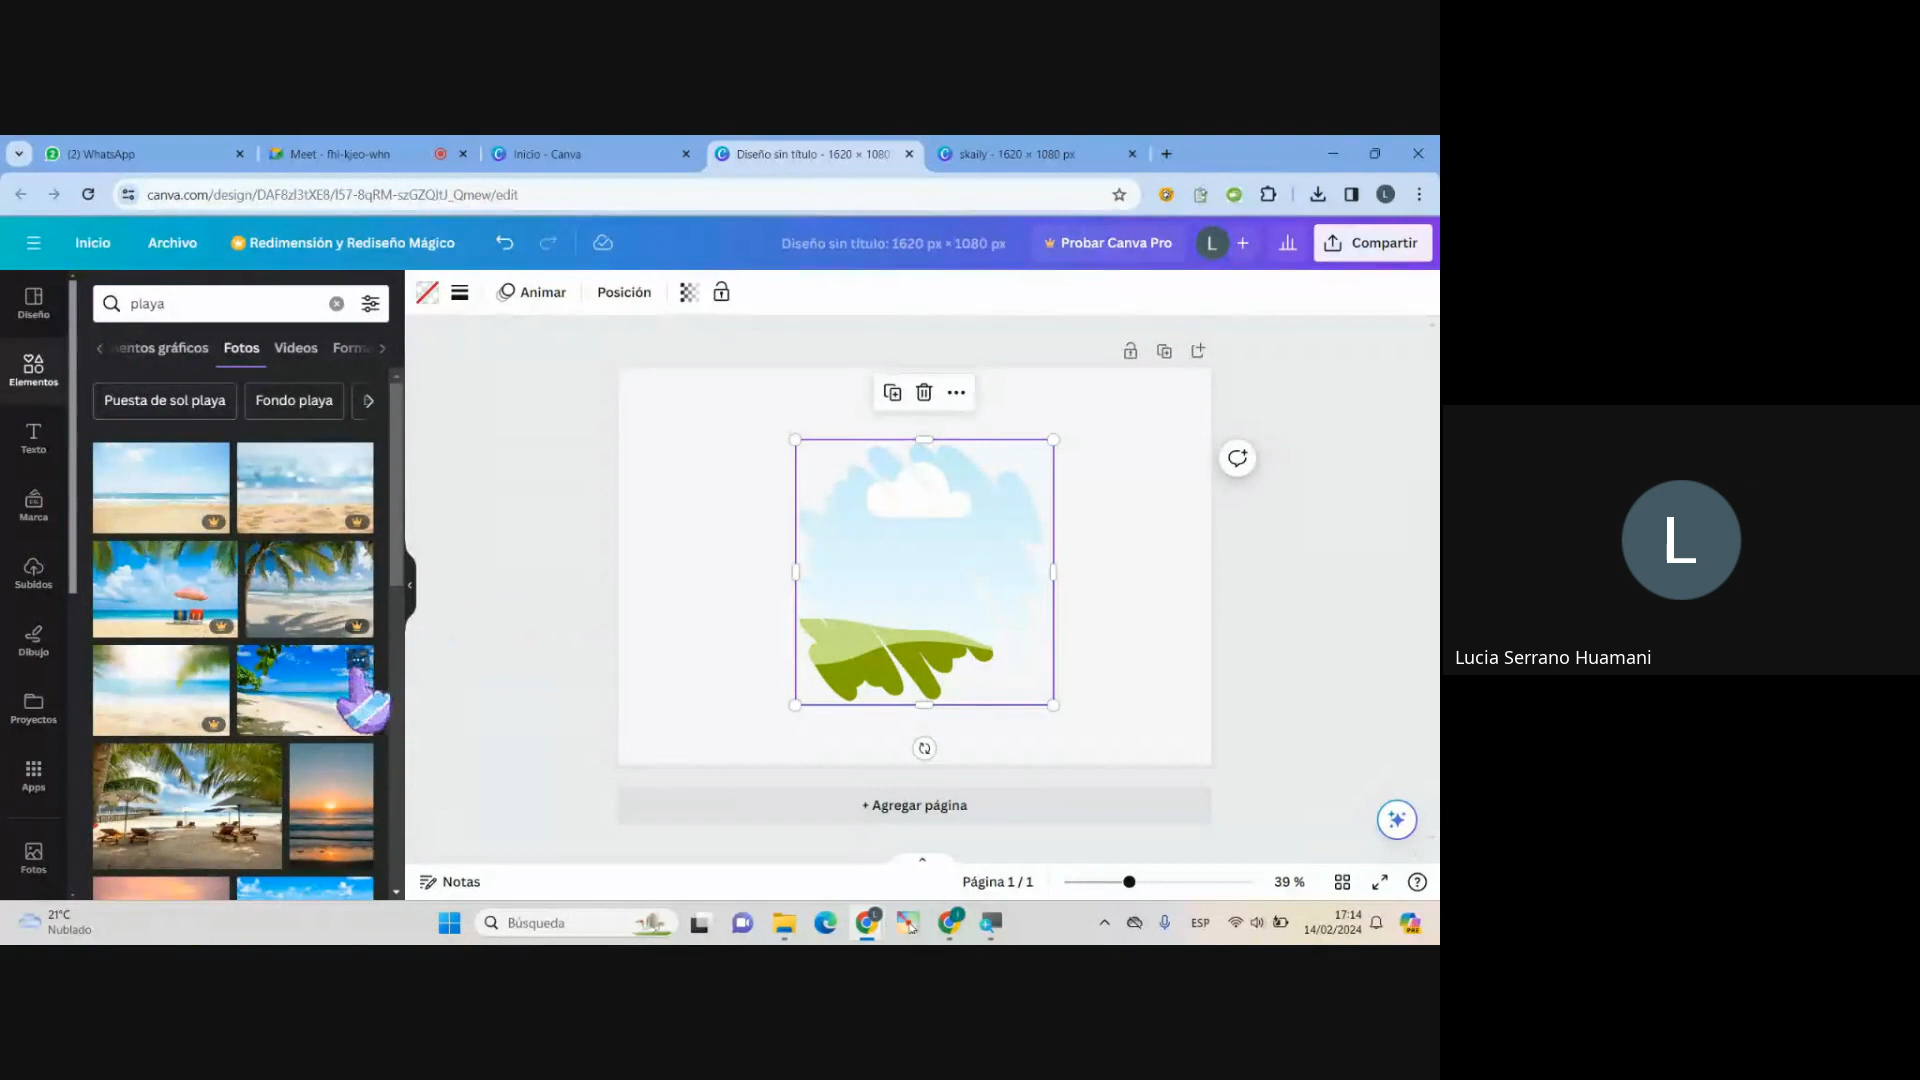 (2) WhatsApp
Meet - fhi-kjeo-whn
Inicio - Canva
Diseño sin título - 1620 × 1080
skaily - 1620 × 1080 px
canva.com/design/DAF8zl3tXE8/l57-8qRM-szGZQltJ_Qmew/edit
Inicio
Archivo
Redimensión y Rediseño Mágico
Diseño sin título: 1620 px × 1080 px
Probar Canva Pro
L
Compartir
Diseño
Elementos
Texto
Marca
Subidos
Dibujo
Proyectos
Apps
Fotos
playa
entos gráficos
Fotos
Videos
Form
Puesta de sol playa
Fondo playa
Animar
Posición
+ Agregar página
Notas
Página 1 / 1
39 %
21°C
Nublado
Búsqueda
ESP
17:14
14/02/2024
L
Lucia Serrano Huamani